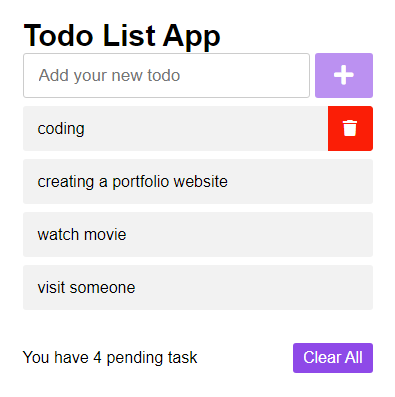 Todo List App
Add your new todo
coding
creating a portfolio website
watch movie
visit someone
You have 4 pending task
Clear All